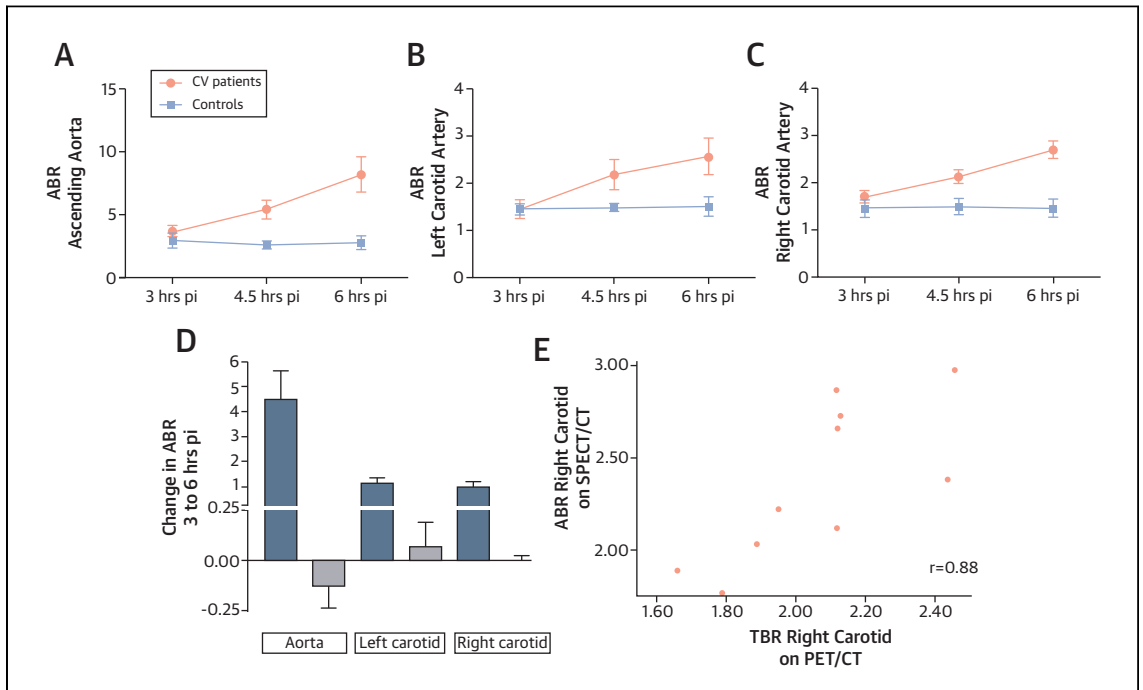 A
15
10
5
0
ABR
Ascending Aorta
CV patients
Controls
3 hrs pi
4.5 hrs pi
6 hrs pi
B
4
3
2
1
0
ABR
Left Carotid Artery
3 hrs pi
4.5 hrs pi
6 hrs pi
C
4
3
2
1
0
ABR
Right Carotid Artery
3 hrs pi
4.5 hrs pi
6 hrs pi
D
6
5
4
3
2
1
0.25
0.00
-0.25
Change in ABR
3 to 6 hrs pi
Aorta
Left carotid
Right carotid
E
3.00
2.50
2.00
ABR Right Carotid
on SPECT/CT
r=0.88
1.60
1.80
2.00
2.20
2.40
TBR Right Carotid
on PET/CT